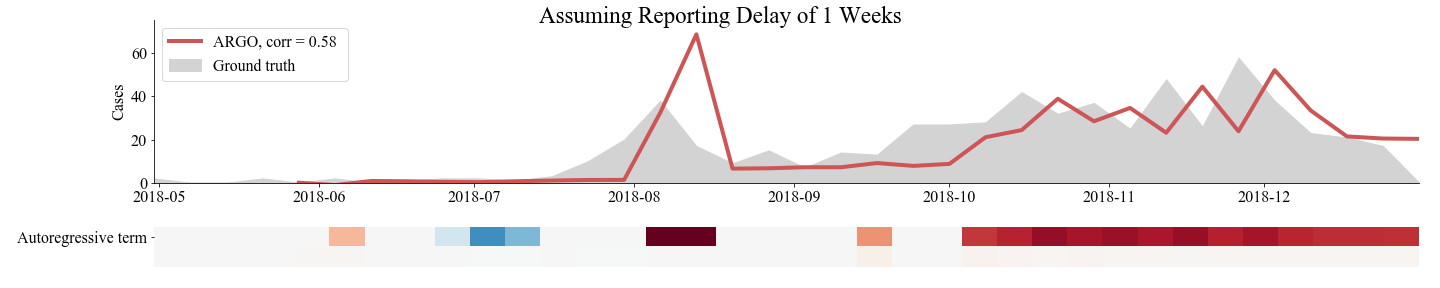 Assuming Reporting Delay of 1 Weeks
ARGO, corr = 0.58
Ground truth
Cases
60
40
20
0
2018-05 2018-06 2018-07 2018-08 2018-09 2018-10 2018-11 2018-12
Autoregressive term